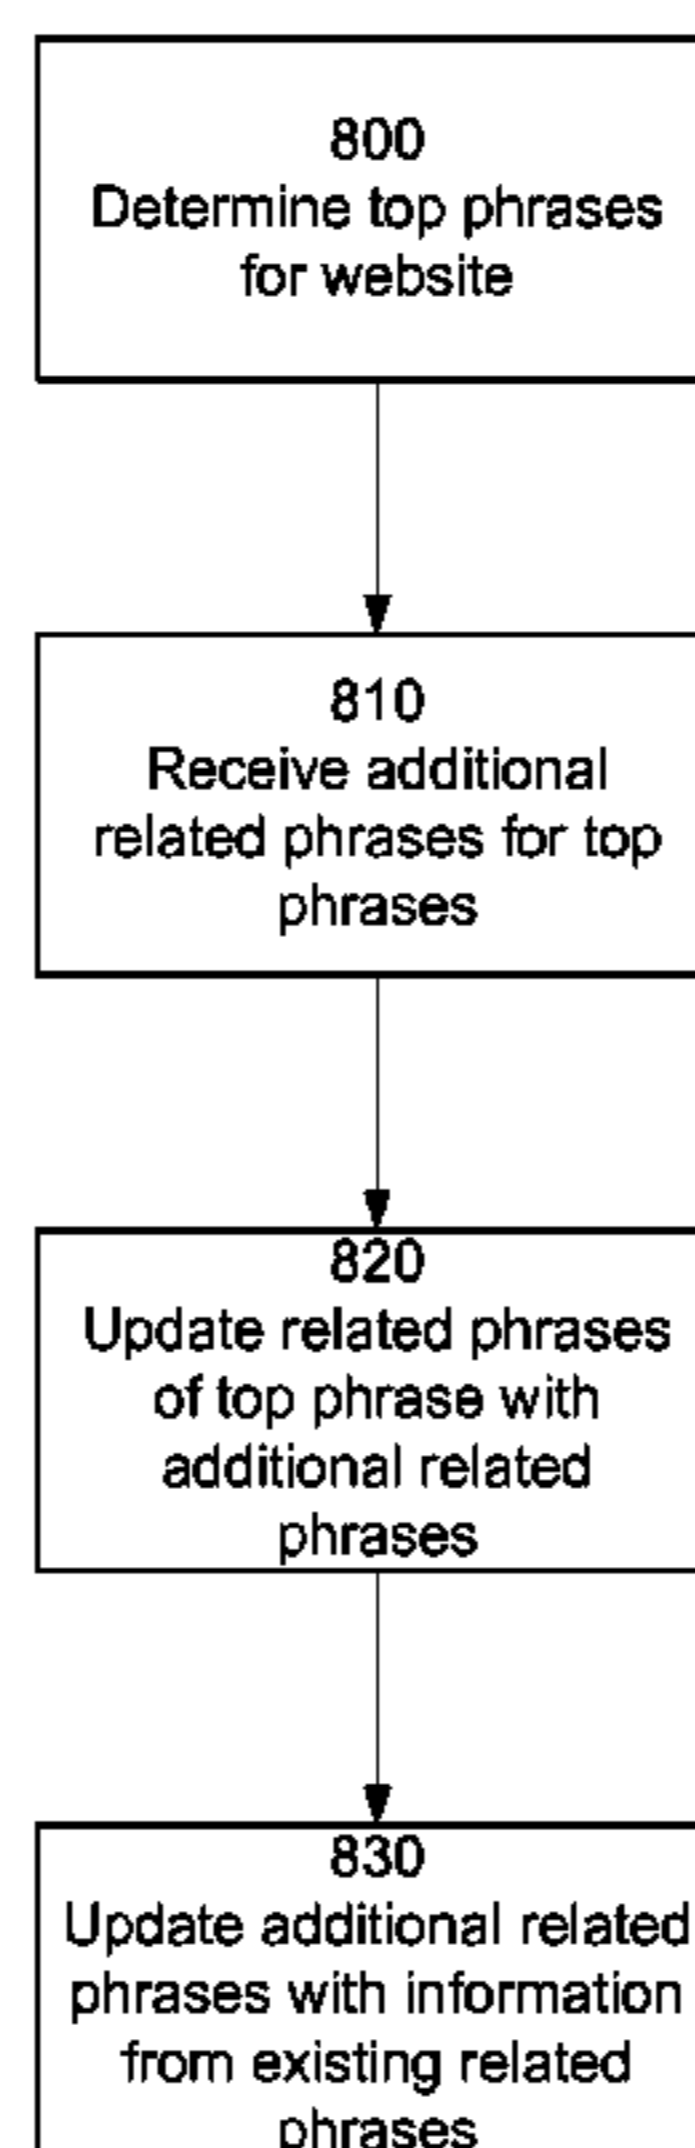 800
Determine top phrases
for website
810
Receive additional
related phrases for top
phrases
820
Update related phrases
of top phrase with
additional related
phrases
830
Update additional related
phrases with information
from existing related
phrases